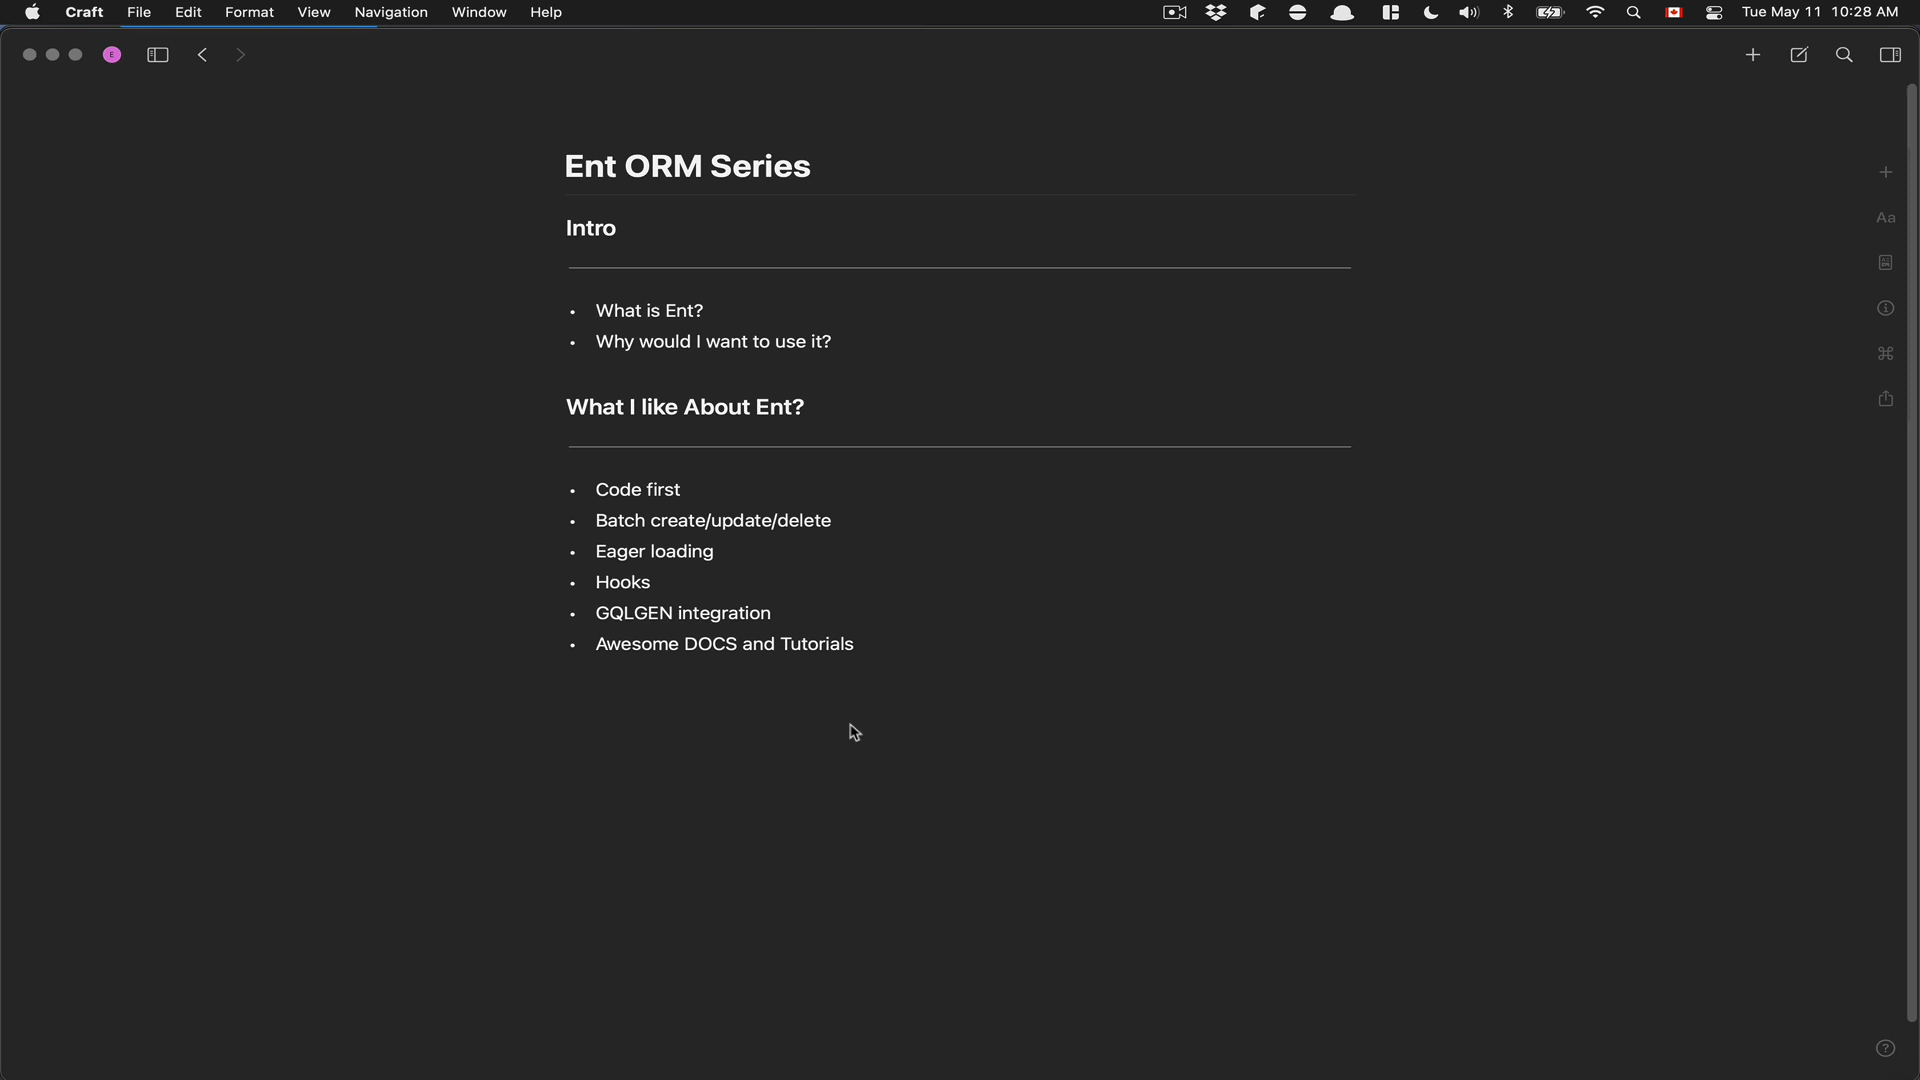 Craft File Edit Format View Navigation Window Help Tue May 11 10:28 AM
E
Ent ORM Series
Intro
• What is Ent?
• Why would I want to use it?
What I like About Ent?
• Code first
• Batch create/update/delete
• Eager loading
• Hooks
• GQLGEN integration
• Awesome DOCS and Tutorials
Aa